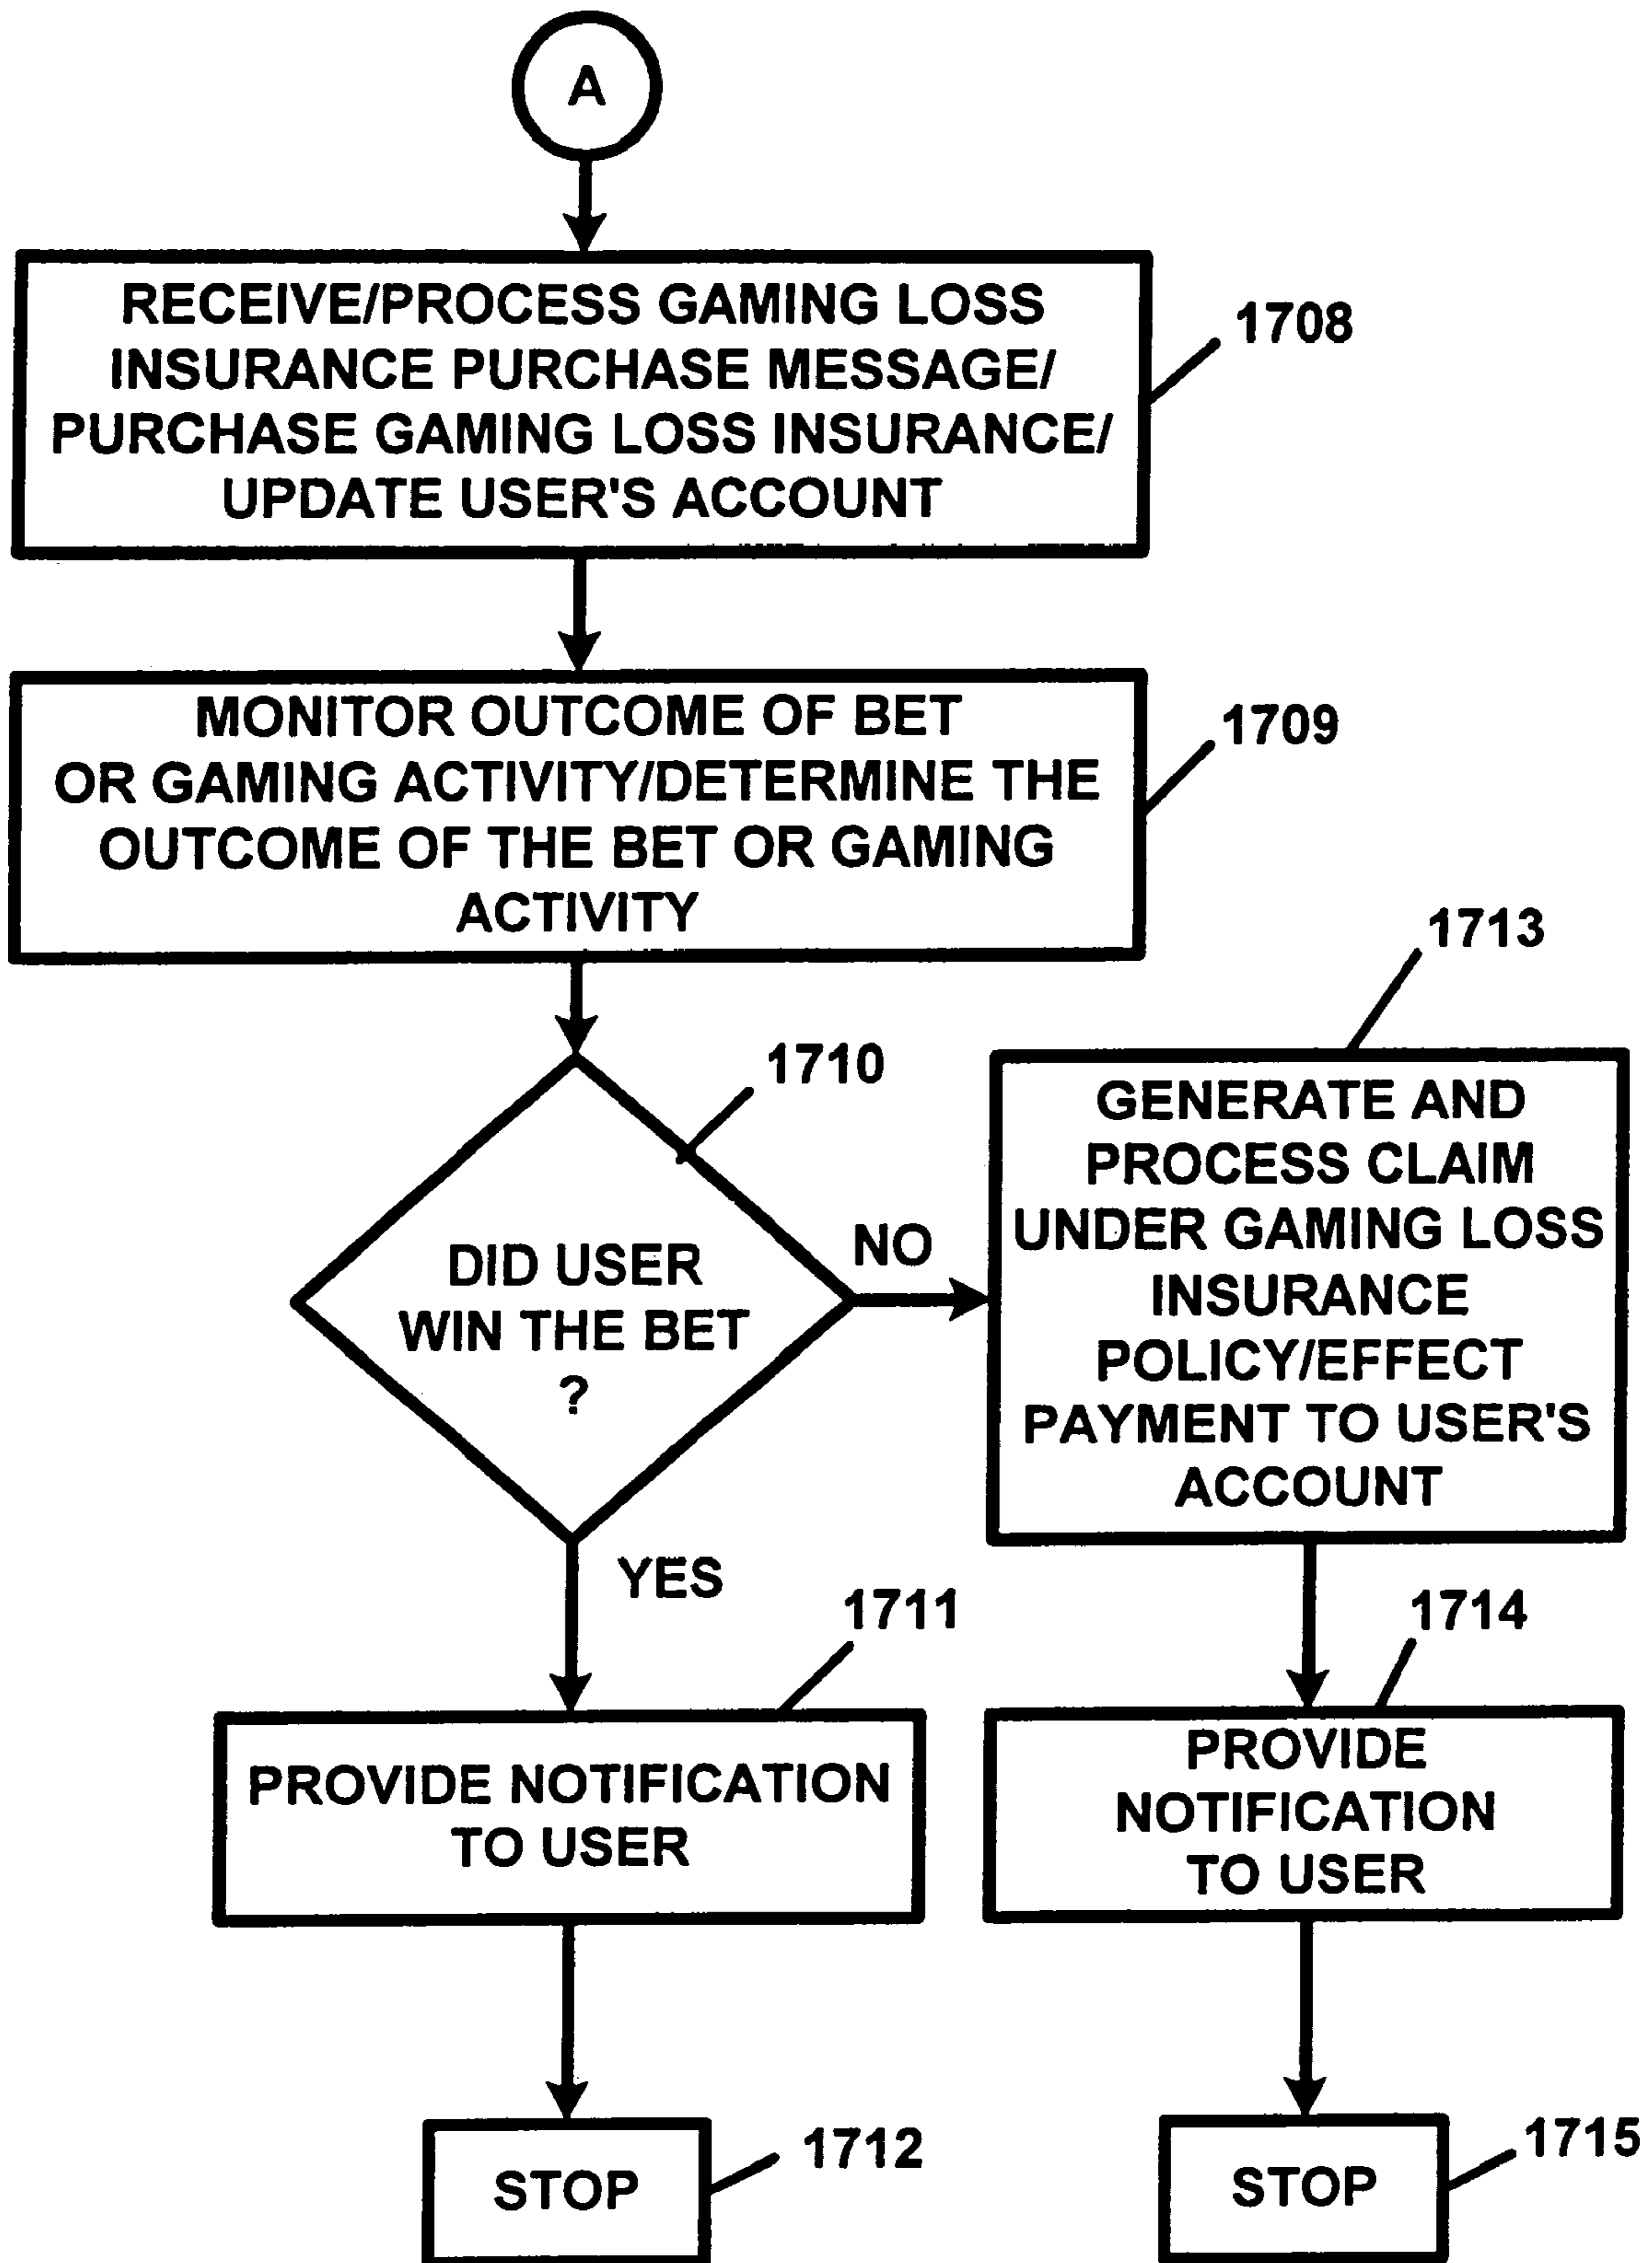 A
RECEIVE/PROCESS GAMING LOSS
INSURANCE PURCHASE MESSAGE/
PURCHASE GAMING LOSS INSURANCE/
UPDATE USER'S ACCOUNT
1708
MONITOR OUTCOME OF BET
OR GAMING ACTIVITY/DETERMINE THE
OUTCOME OF THE BET OR GAMING
ACTIVITY
1709
1710
DID USER
WIN THE BET
?
NO
YES
1713
GENERATE AND
PROCESS CLAIM
UNDER GAMING LOSS
INSURANCE
POLICY/EFFECT
PAYMENT TO USER'S
ACCOUNT
1711
PROVIDE NOTIFICATION
TO USER
1714
PROVIDE
NOTIFICATION
TO USER
STOP
1712
STOP
1715